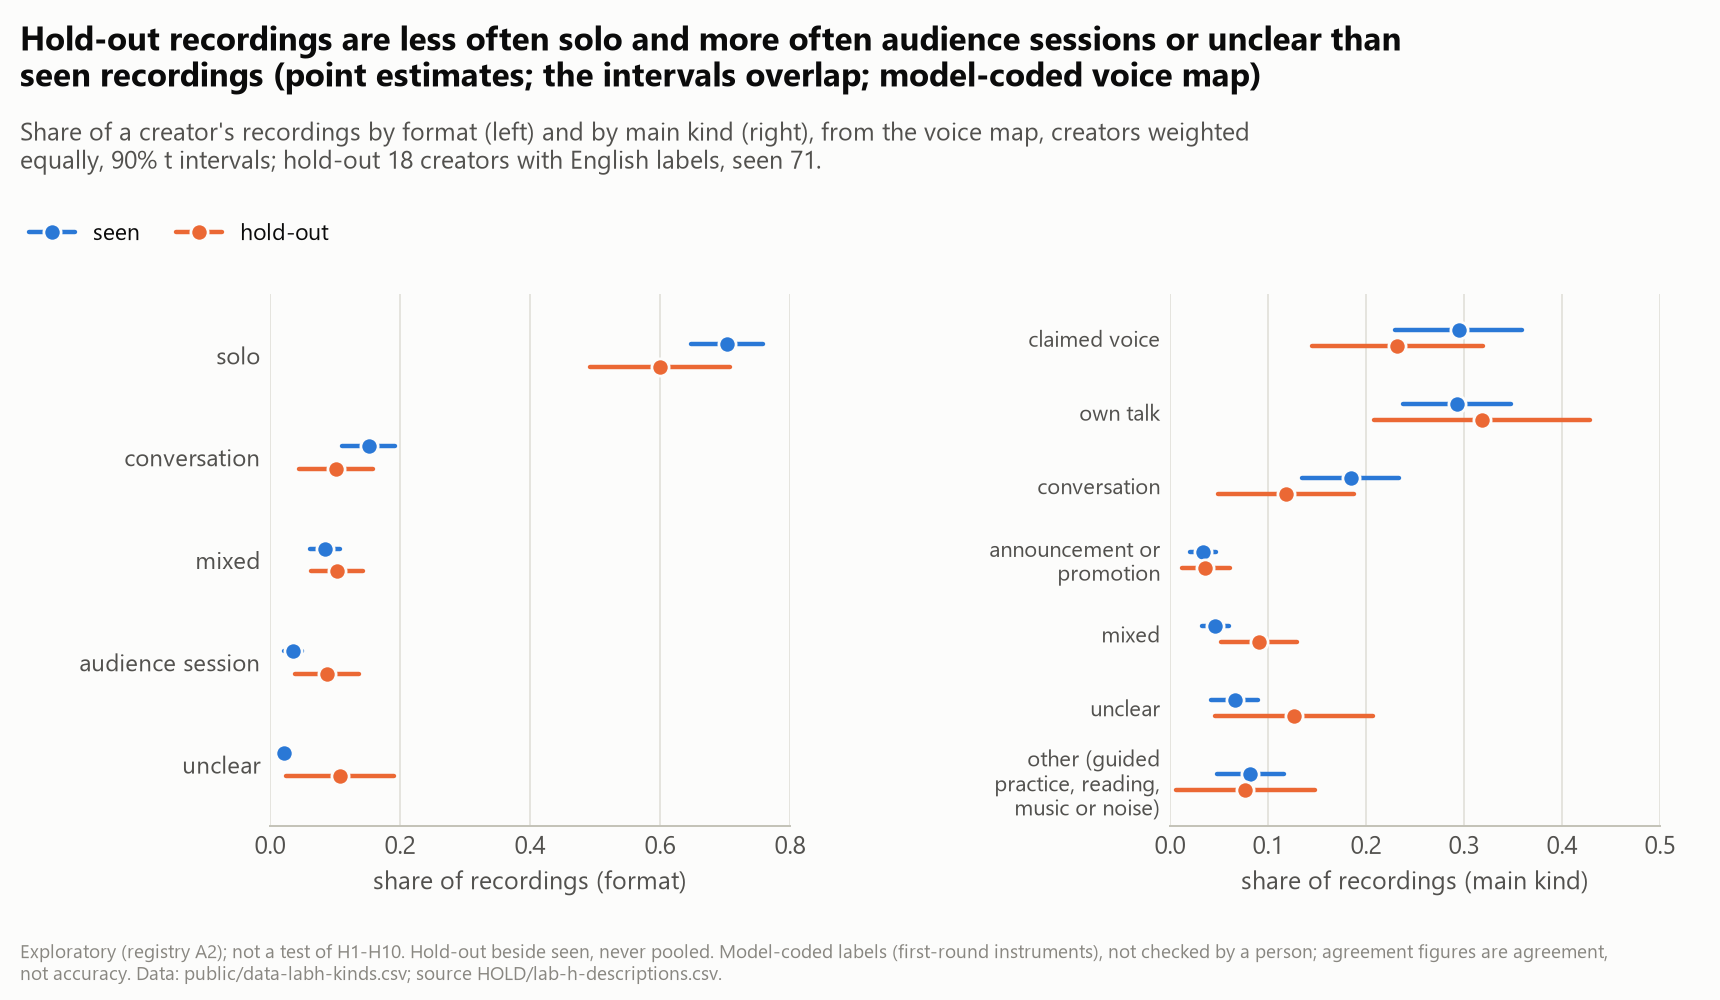 Hold-out recordings are less often solo and more often audience sessions or unclear than
seen recordings (point estimates; the intervals overlap; model-coded voice map)
Share of a creator's recordings by format (left) and by main kind (right), from the voice map, creators weighted
equally, 90% t intervals; hold-out 18 creators with English labels, seen 71.
seen
hold-out
solo
conversation
mixed
audience session
unclear
0.0
0.2
0.4
0.6
0.8
share of recordings (format)
claimed voice
own talk
conversation
announcement or
promotion
mixed
unclear
other (guided
practice, reading,
music or noise)
0.0
0.1
0.2
0.3
0.4
0.5
share of recordings (main kind)
Exploratory (registry A2); not a test of H1-H10. Hold-out beside seen, never pooled. Model-coded labels (first-round instruments), not checked by a person; agreement figures are agreement,
not accuracy. Data: public/data-labh-kinds.csv; source HOLD/lab-h-descriptions.csv.